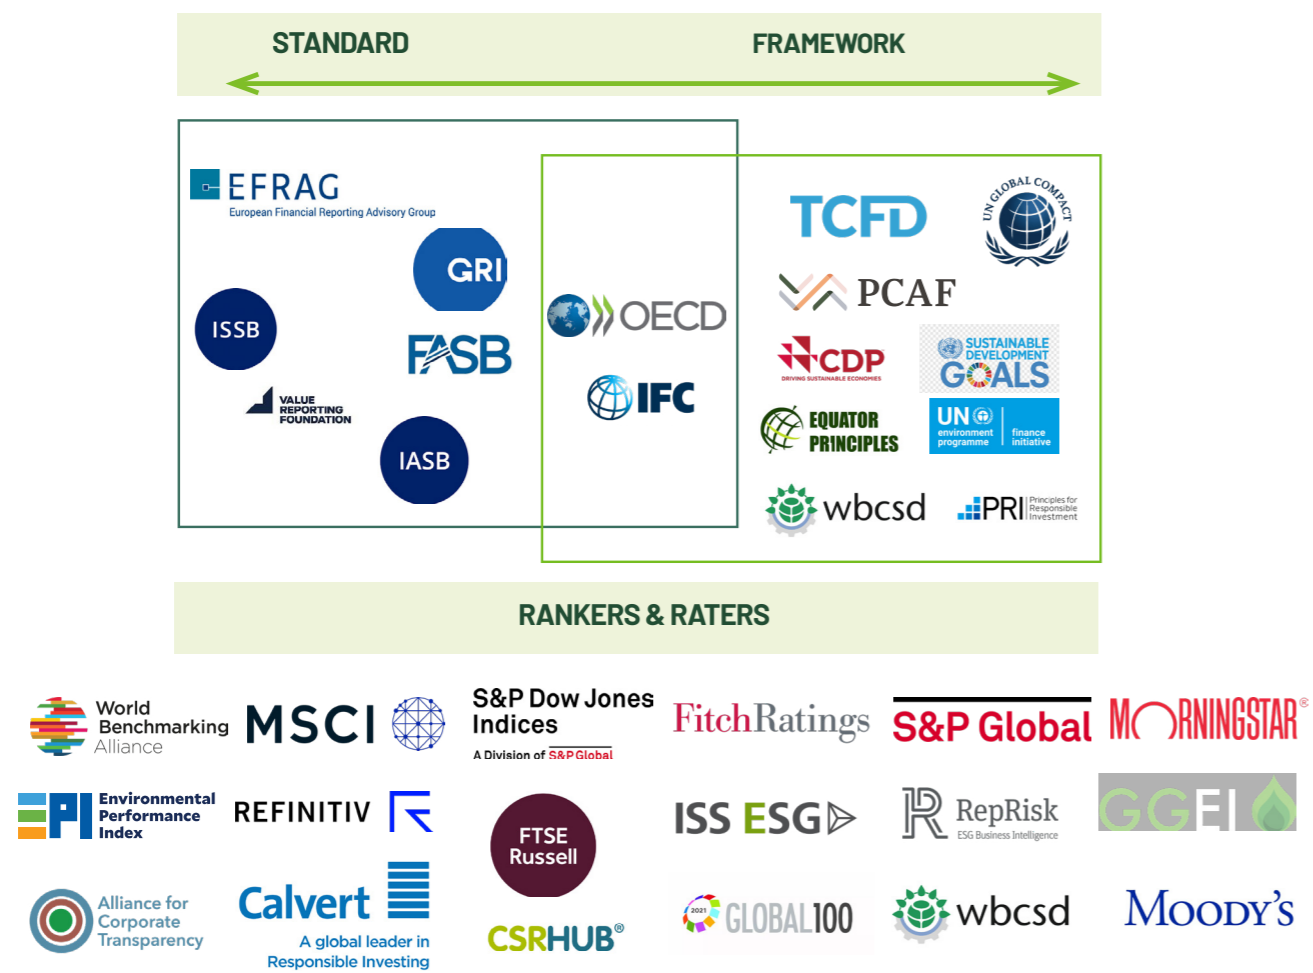 STANDARD
FRAMEWORK
EFRAG
European Financial Reporting Advisory Group
GRI
ISSB
FASB
VALUE
REPORTING
FOUNDATION
IASB
OECD
IFC
TCFD
UN GLOBAL COMPACT
PCAF
CDP
DRIVING SUSTAINABLE ECONOMIES
SUSTAINABLE
DEVELOPMENT
GOALS
EQUATOR
PRINCIPLES
UN
environment
programme
finance
initiative
wbcsd
PRI
Principles for
Responsible
Investment
RANKERS & RATERS
World
Benchmarking
Alliance
MSCI
S&P Dow Jones
Indices
A Division of S&P Global
FitchRatings
S&P Global
MORNINGSTAR®
EPI
Environmental
Performance
Index
REFINITIV
FTSE
Russell
ISS ESG
RepRisk
ESG Business Intelligence
GGEI
Alliance for
Corporate
Transparency
Calvert
A global leader in
Responsible Investing
CSRHUB®
2021
GLOBAL100
wbcsd
MOODY'S